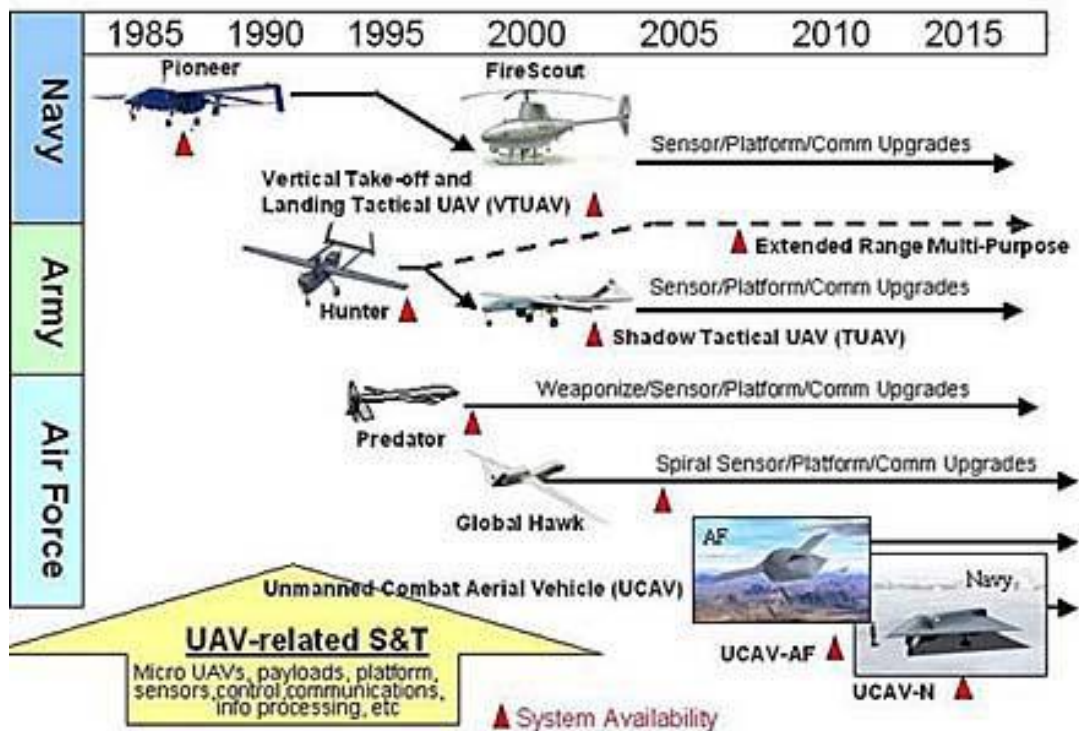 1985 1990 1995 2000 2005 2010 2015
Navy
Pioneer
FireScout
Sensor/Platform/Comm Upgrades
Vertical Take-off and
Landing Tactical UAV (VTUAV)
Army
Extended Range Multi-Purpose
Hunter
Sensor/Platform/Comm Upgrades
Shadow Tactical UAV (TUAV)
Air Force
Weaponize/Sensor/Platform/Comm Upgrades
Predator
Spiral Sensor/Platform/Comm Upgrades
Global Hawk
AF
Unmanned Combat Aerial Vehicle (UCAV)
Navy
UCAV-AF
UCAV-N
UAV-related S&T
Micro UAVs, payloads, platform,
sensors,control communications,
info processing, etc
System Availability